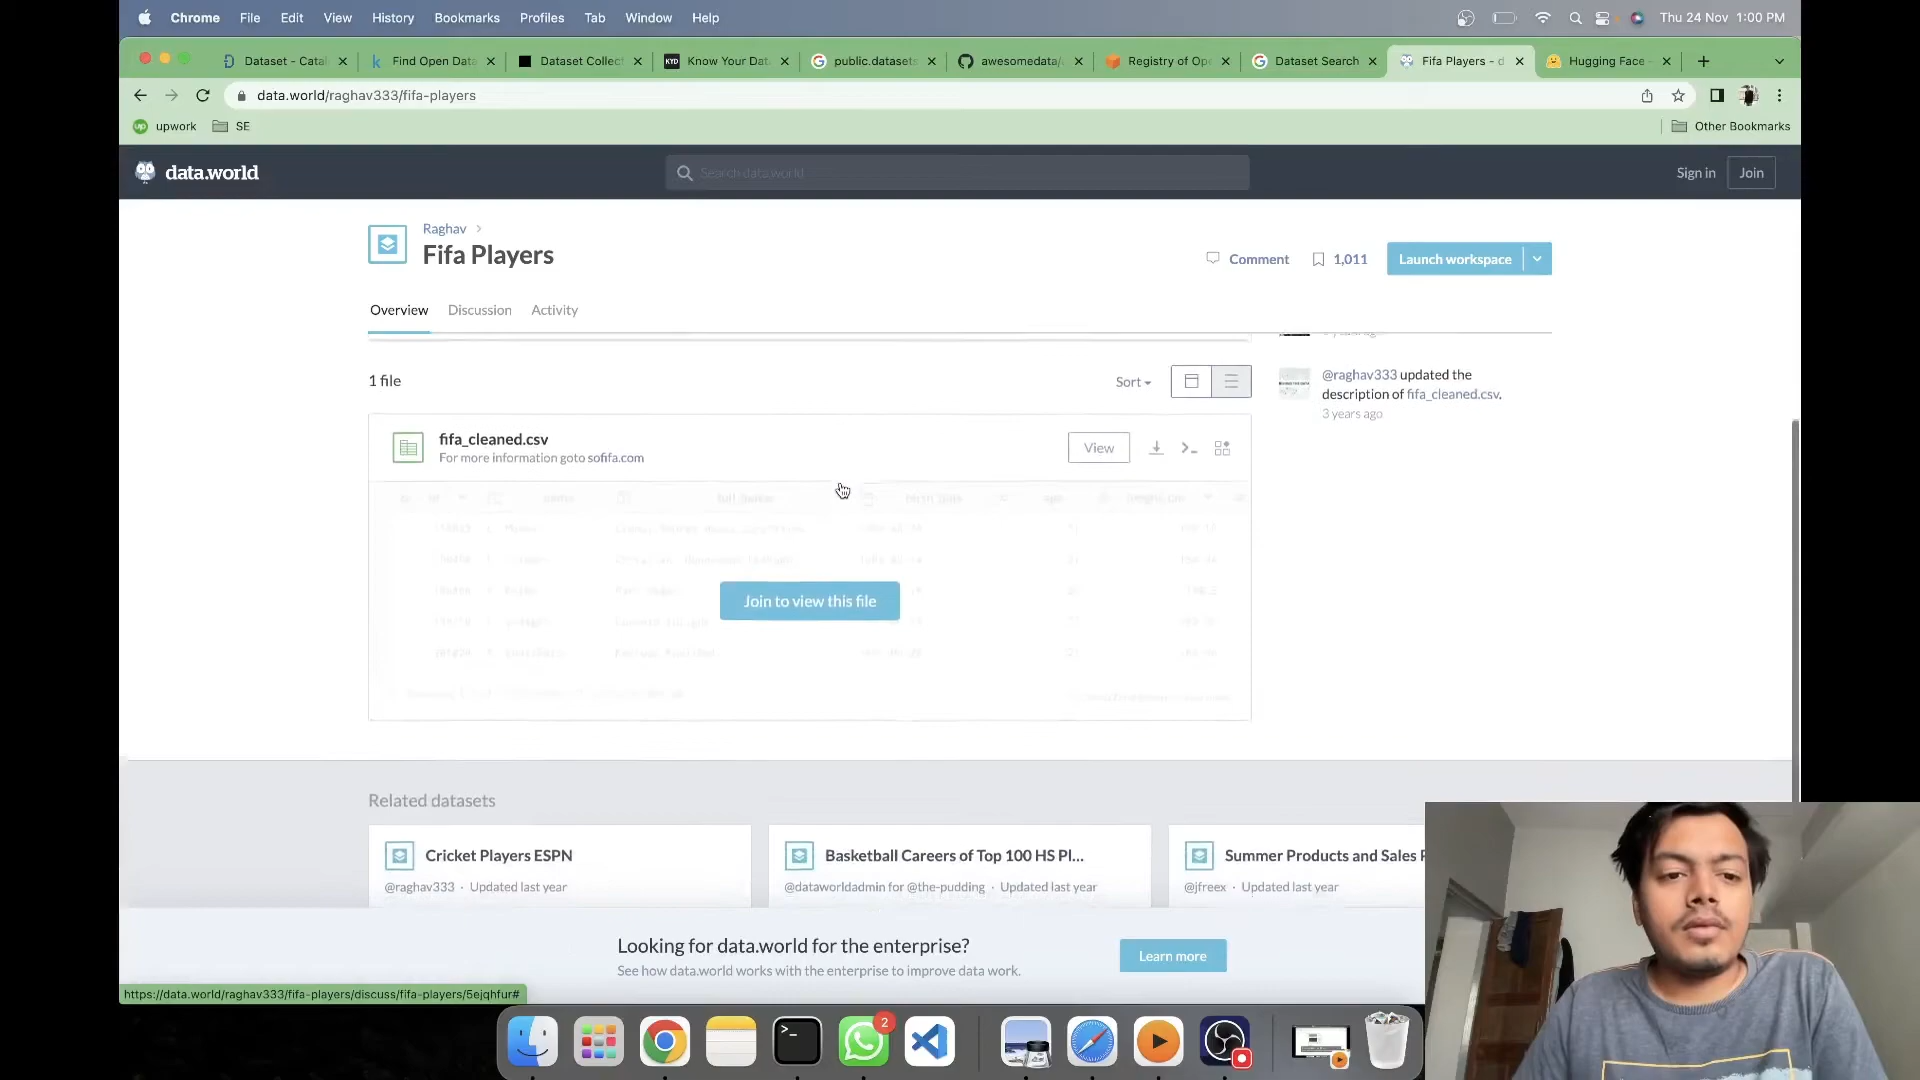 Chrome File Edit View History Bookmarks Profiles Tab Window Help Thu 24 Nov 1:00 PM
Dataset - Catal Find Open Data Dataset Collect KYD Know Your Dat public.datasets awesomedata/ Registry of Ope Dataset Search Fifa Players - d Hugging Face -
data.world/raghav333/fifa-players
up upwork SE Other Bookmarks
data.world Search data.world Sign in Join
Raghav >
Fifa Players
Comment 1,011 Launch workspace
Overview Discussion Activity
1 file Sort
@raghav333 updated the
description of fifa_cleaned.csv.
3 years ago
fifa_cleaned.csv
For more information goto sofifa.com
View
Join to view this file
Related datasets
Cricket Players ESPN
@raghav333 · Updated last year
Basketball Careers of Top 100 HS Pl...
@dataworldadmin for @the-pudding · Updated last year
Summer Products and Sales
@jfreex · Updated last year
Looking for data.world for the enterprise?
See how data.world works with the enterprise to improve data work.
Learn more
https://data.world/raghav333/fifa-players/discuss/fifa-players/5ejqhfur#
2